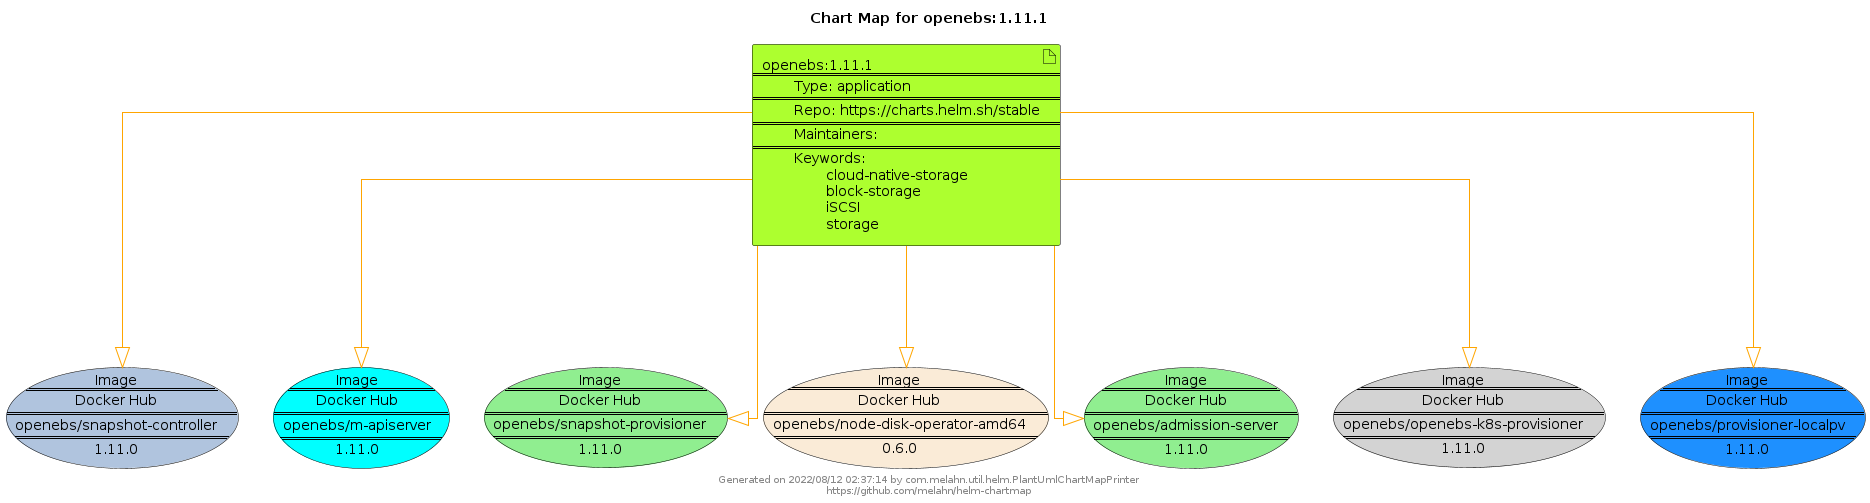 Chart Map for openebs:1.11.1
openebs:1.11.1
Type: application
Repo: https://charts.helm.sh/stable
Maintainers:
Keywords:
cloud-native-storage
block-storage
iSCSI
storage
Image
Docker Hub
openebs/snapshot-controller
1.11.0
Image
Docker Hub
openebs/m-apiserver
1.11.0
Image
Docker Hub
openebs/snapshot-provisioner
1.11.0
Image
Docker Hub
openebs/node-disk-operator-amd64
0.6.0
Image
Docker Hub
openebs/admission-server
1.11.0
Image
Docker Hub
openebs/openebs-k8s-provisioner
1.11.0
Image
Docker Hub
openebs/provisioner-localpv
1.11.0
Generated on 2022/08/12 02:37:14 by com.melahn.util.helm.PlantUmlChartMapPrinter
https://github.com/melahn/helm-chartmap